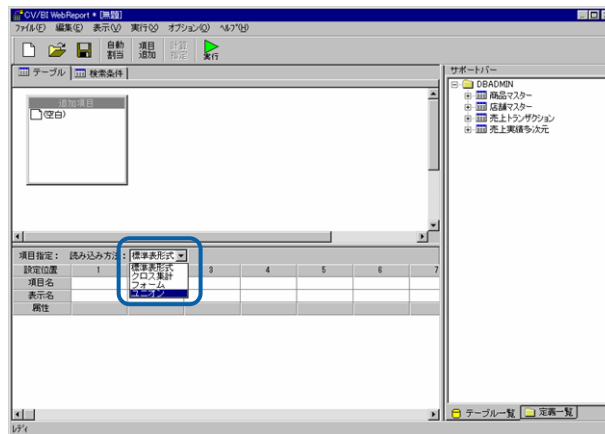 CV/BI WebReport * [無題]
ファイル(F) 編集(E) 表示(V) 実行(X) オプション(O) ヘルプ(H)
自動割当 項目追加 計算指定 実行
テーブル 検索条件
追加項目
(空白)
サポートバー
DBADMIN
商品マスター
店舗マスター
売上トランザクション
売上実績多次元
項目指定: 読み込み方法: 標準表形式
標準表形式
クロス集計
フォーム
ユニオン
設定位置 1 3 4 5 6 7
項目名
表示名
属性
テーブル一覧 定義一覧
レディ